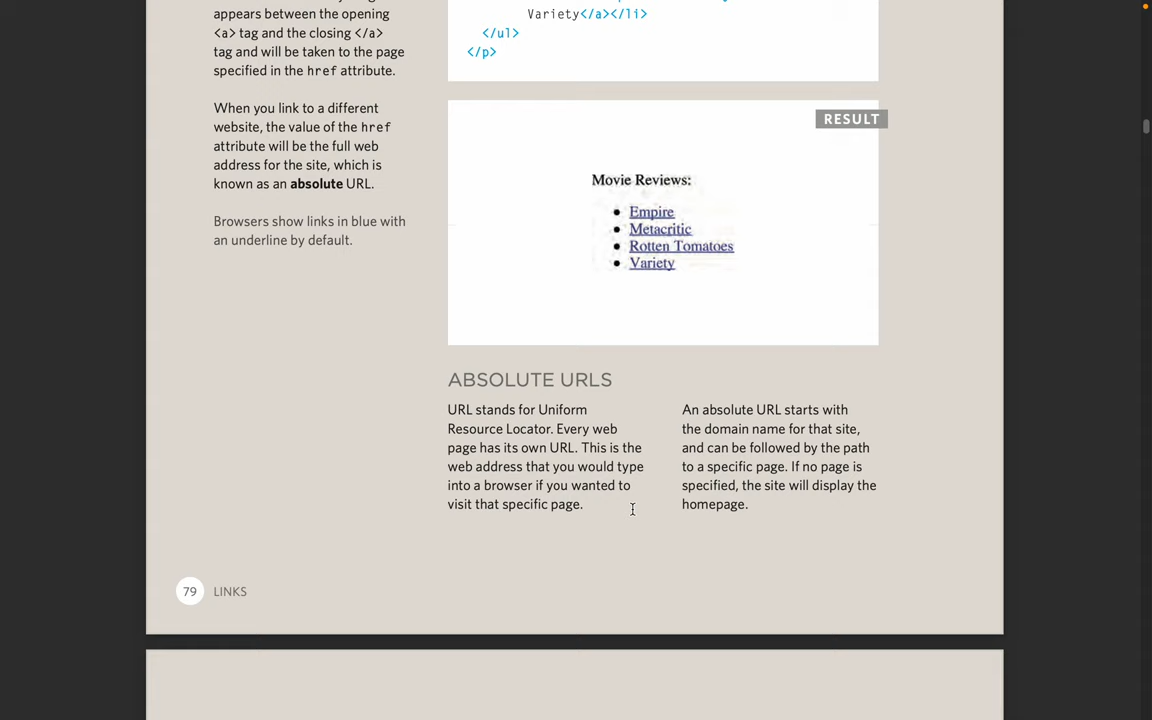 appears between the opening
<a> tag and the closing </a>
tag and will be taken to the page
specified in the href attribute.
When you link to a different
website, the value of the href
attribute will be the full web
address for the site, which is
known as an absolute URL.
Browsers show links in blue with
an underline by default.
Variety</a></li>
</ul>
</p>
RESULT
Movie Reviews:
• Empire
• Metacritic
• Rotten Tomatoes
• Variety
ABSOLUTE URLS
URL stands for Uniform
Resource Locator. Every web
page has its own URL. This is the
web address that you would type
into a browser if you wanted to
visit that specific page.
An absolute URL starts with
the domain name for that site,
and can be followed by the path
to a specific page. If no page is
specified, the site will display the
homepage.
79 LINKS